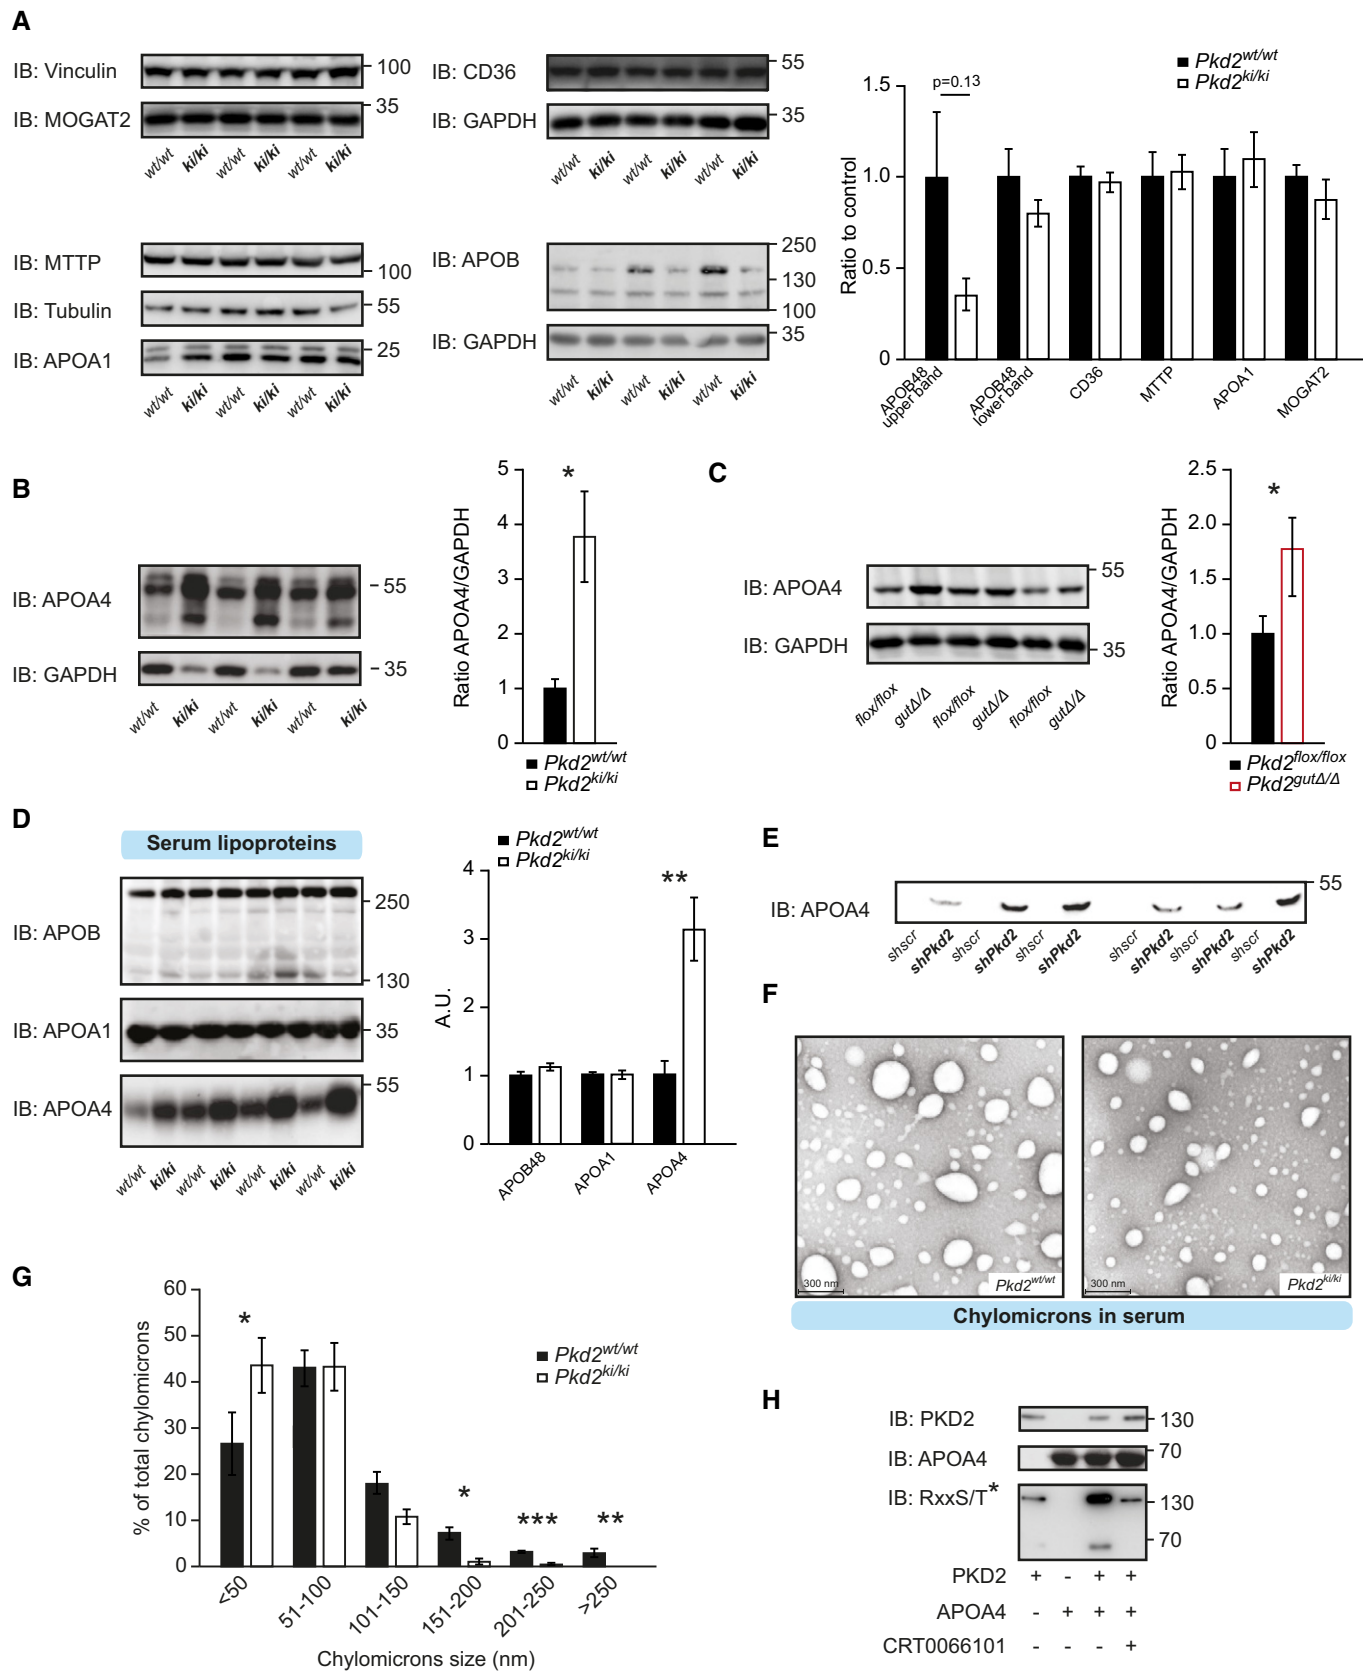 A
IB: Vinculin
100
IB: MOGAT2
35
wt/wt ki/ki wt/wt ki/ki wt/wt ki/ki
IB: CD36
55
IB: GAPDH
35
wt/wt ki/ki wt/wt ki/ki wt/wt ki/ki
IB: MTTP
100
IB: Tubulin
55
IB: APOA1
25
wt/wt ki/ki wt/wt ki/ki wt/wt ki/ki
IB: APOB
250
130
100
IB: GAPDH
35
wt/wt ki/ki wt/wt ki/ki wt/wt ki/ki
Pkd2wt/wt
Pkd2ki/ki
p=0.13
Ratio to control
1.5
1.0
0.5
0
APOB48 upper band
APOB48 lower band
CD36
MTTP
APOA1
MOGAT2
B
IB: APOA4
55
IB: GAPDH
35
wt/wt ki/ki wt/wt ki/ki wt/wt ki/ki
Ratio APOA4/GAPDH
5
4
3
2
1
0
*
Pkd2wt/wt
Pkd2ki/ki
C
IB: APOA4
55
IB: GAPDH
35
flox/flox gutΔ/Δ flox/flox gutΔ/Δ flox/flox gutΔ/Δ
Ratio APOA4/GAPDH
2.5
2.0
1.5
1.0
0.5
0
*
Pkd2flox/flox
Pkd2gutΔ/Δ
D
Serum lipoproteins
IB: APOB
250
130
IB: APOA1
35
IB: APOA4
55
wt/wt ki/ki wt/wt ki/ki wt/wt ki/ki wt/wt ki/ki
Pkd2wt/wt
Pkd2ki/ki
A.U.
4
3
2
1
0
**
APOB48
APOA1
APOA4
E
IB: APOA4
55
shscr shPkd2 shscr shPkd2 shscr shPkd2 shscr shPkd2 shscr shPkd2 shscr shPkd2
F
300 nm
Pkd2wt/wt
300 nm
Pkd2ki/ki
Chylomicrons in serum
G
% of total chylomicrons
60
50
40
30
20
10
0
*
*
***
**
Pkd2wt/wt
Pkd2ki/ki
<50
51-100
101-150
151-200
201-250
>250
Chylomicrons size (nm)
H
IB: PKD2
130
IB: APOA4
70
IB: RxxS/T*
130
70
PKD2 + - + +
APOA4 - + + +
CRT0066101 - - - +